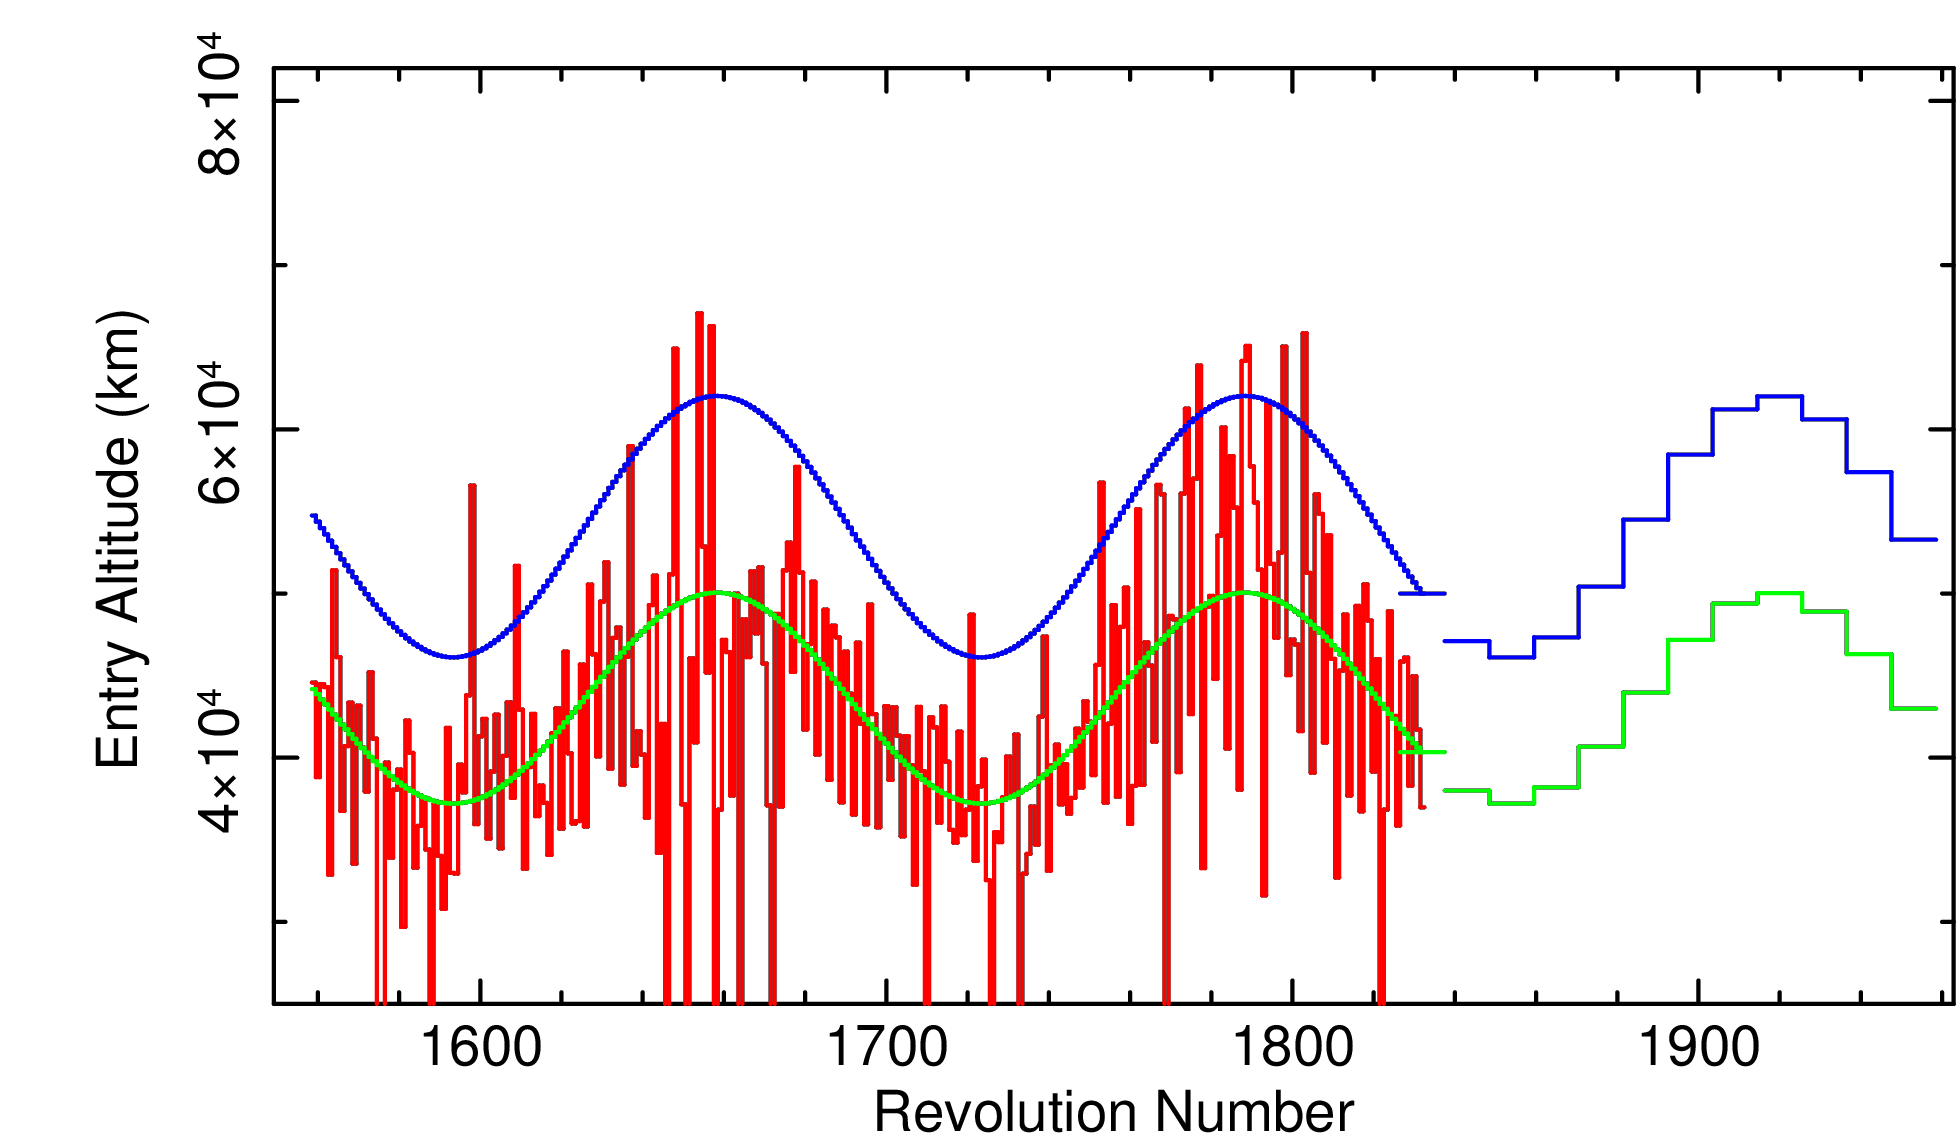 8×10⁴
6×10⁴
4×10⁴
Entry Altitude (km)
1600 1700 1800 1900
Revolution Number